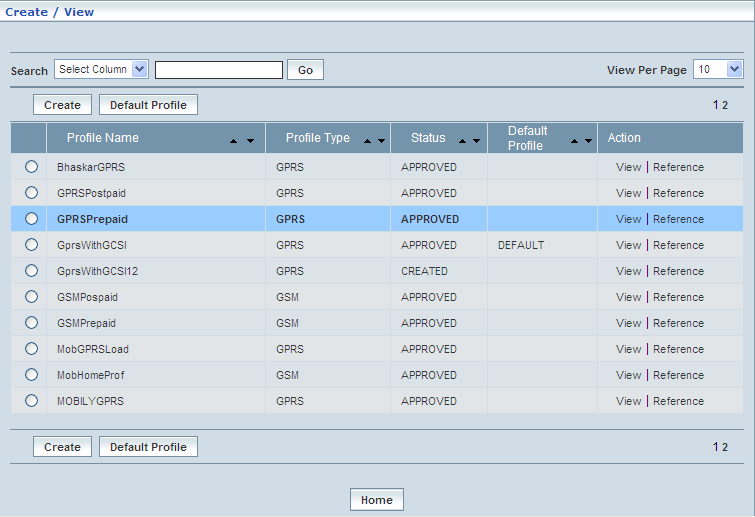 Create / View
Search Select Column Go View Per Page 10
Create Default Profile 1 2
Profile Name Profile Type Status Default Profile Action
BhaskarGPRS GPRS APPROVED View | Reference
GPRSPostpaid GPRS APPROVED View | Reference
GPRSPrepaid GPRS APPROVED View | Reference
GprsWithGCSI GPRS APPROVED DEFAULT View | Reference
GprsWithGCSI12 GPRS CREATED View | Reference
GSMPospaid GSM APPROVED View | Reference
GSMPrepaid GSM APPROVED View | Reference
MobGPRSLoad GPRS APPROVED View | Reference
MobHomeProf GSM APPROVED View | Reference
MOBILYGPRS GPRS APPROVED View | Reference
Create Default Profile 1 2
Home